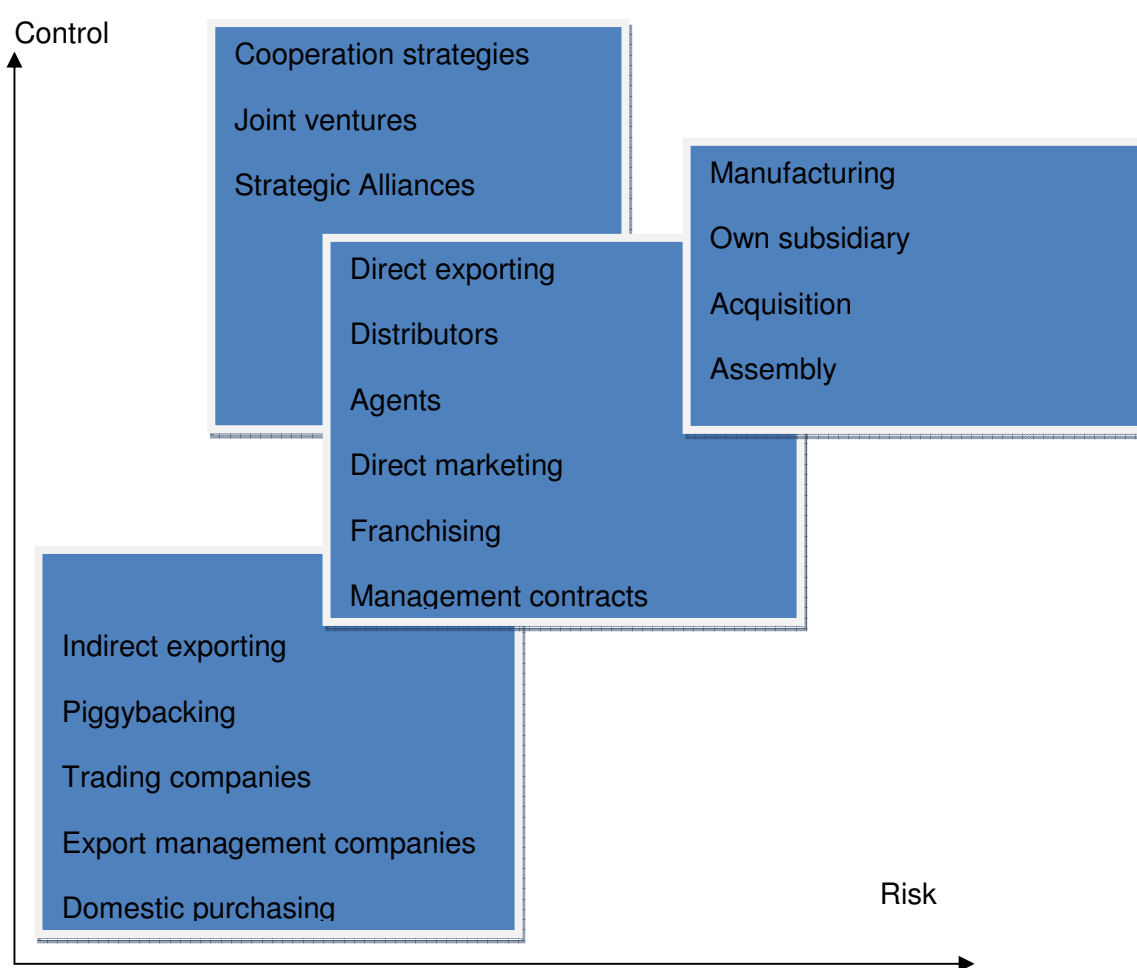 Control
Cooperation strategies
Joint ventures
Strategic Alliances
Manufacturing
Own subsidiary
Acquisition
Assembly
Direct exporting
Distributors
Agents
Direct marketing
Franchising
Management contracts
Indirect exporting
Piggybacking
Trading companies
Export management companies
Domestic purchasing
Risk